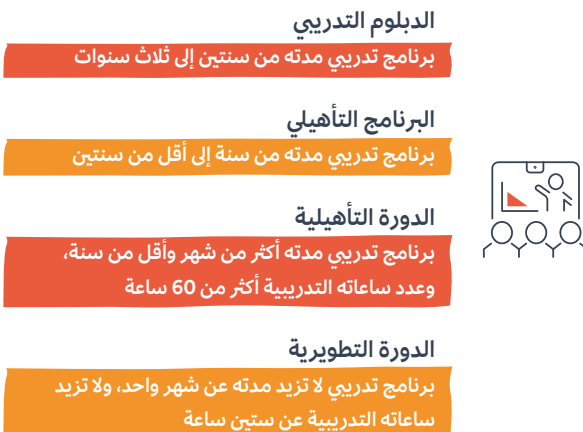 الدبلوم التدريبي
برنامج تدريبي مدته من سنتين إلى ثلاث سنوات
البرنامج التأهيلي
برنامج تدريبي مدته من سنة إلى أقل من سنتين
الدورة التأهيلية
برنامج تدريبي مدته أكثر من شهر وأقل من سنة،
وعدد ساعاته التدريبية أكثر من 60 ساعة
الدورة التطويرية
برنامج تدريبي لا تزيد مدته عن شهر واحد، ولا تزيد
ساعاته التدريبية عن ستين ساعة